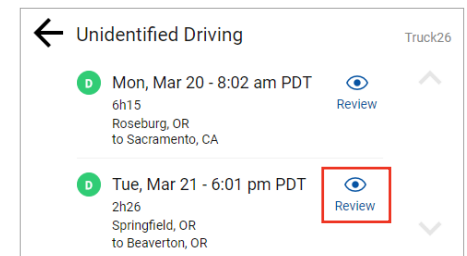 Unidentified Driving
Truck26
D
Mon, Mar 20 - 8:02 am PDT
6h15
Roseburg, OR
to Sacramento, CA
Review
D
Tue, Mar 21 - 6:01 pm PDT
2h26
Springfield, OR
to Beaverton, OR
Review